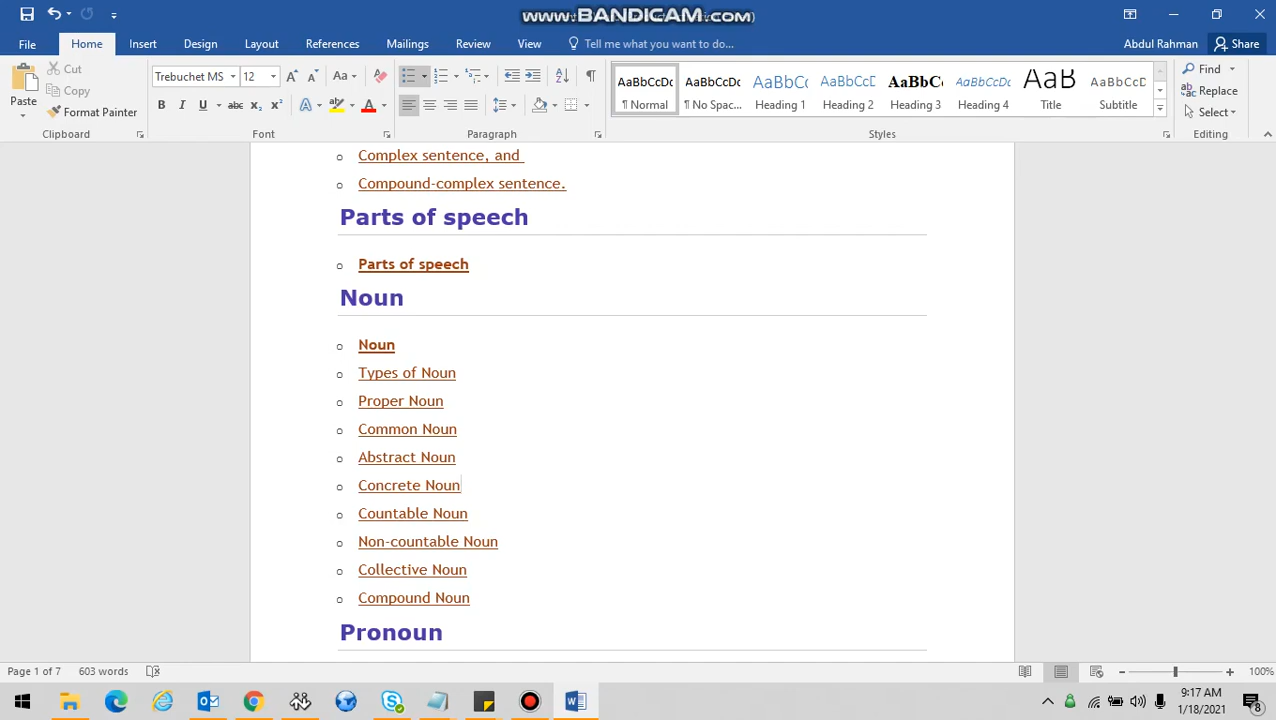 www.BANDICAM.com
File Home Insert Design Layout References Mailings Review View Tell me what you want to do... Abdul Rahman Share
Paste
Cut
Copy
Format Painter
Clipboard
Trebuchet MS 12
Font
Paragraph
AaBbCcDc AaBbCcDc AaBbCc AaBbCcD AaBbC AaBbCcDc AaB AaBbCcD
¶ Normal ¶ No Spac... Heading 1 Heading 2 Heading 3 Heading 4 Title Subtitle
Styles
Find
Replace
Select
Editing
Complex sentence, and
Compound-complex sentence.
Parts of speech
Parts of speech
Noun
Noun
Types of Noun
Proper Noun
Common Noun
Abstract Noun
Concrete Noun
Countable Noun
Non-countable Noun
Collective Noun
Compound Noun
Pronoun
Page 1 of 7 603 words 100%
9:17 AM
1/18/2021
8